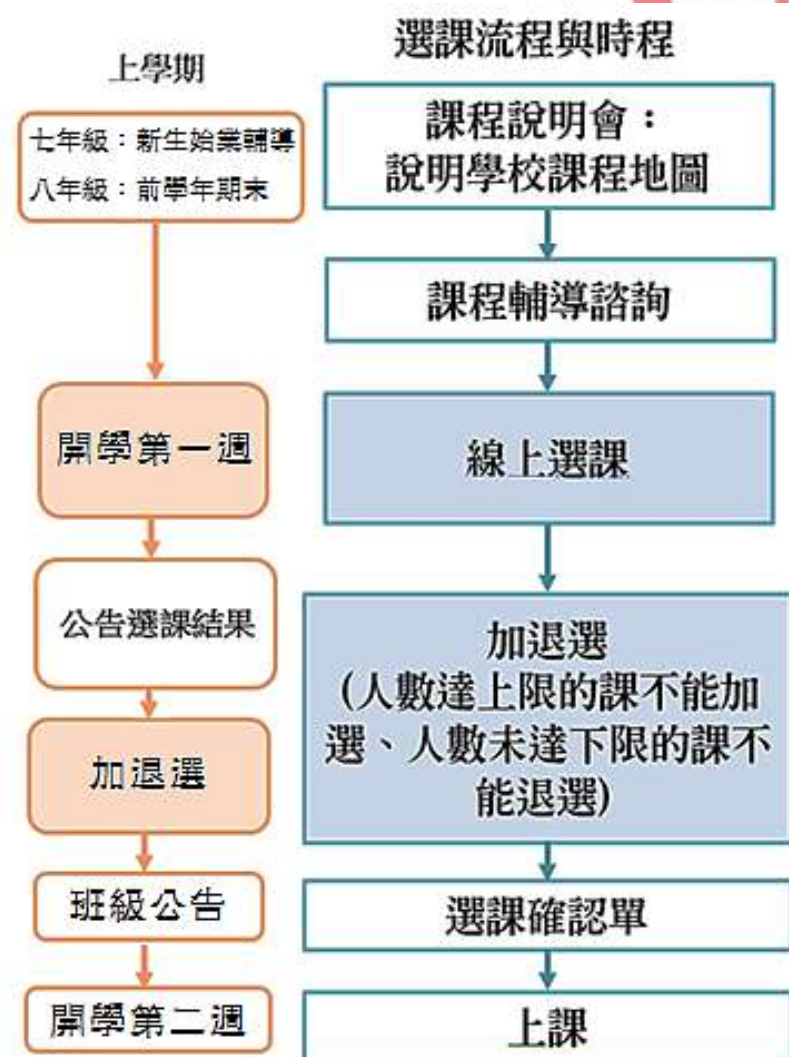 選課流程與時程
上學期
七年級：新生始業輔導
八年級：前學年期末
開學第一週
公告選課結果
加退選
班級公告
開學第二週
課程說明會：
說明學校課程地圖
課程輔導諮詢
線上選課
加退選
(人數達上限的課不能加
選、人數未達下限的課不
能退選)
選課確認單
上課